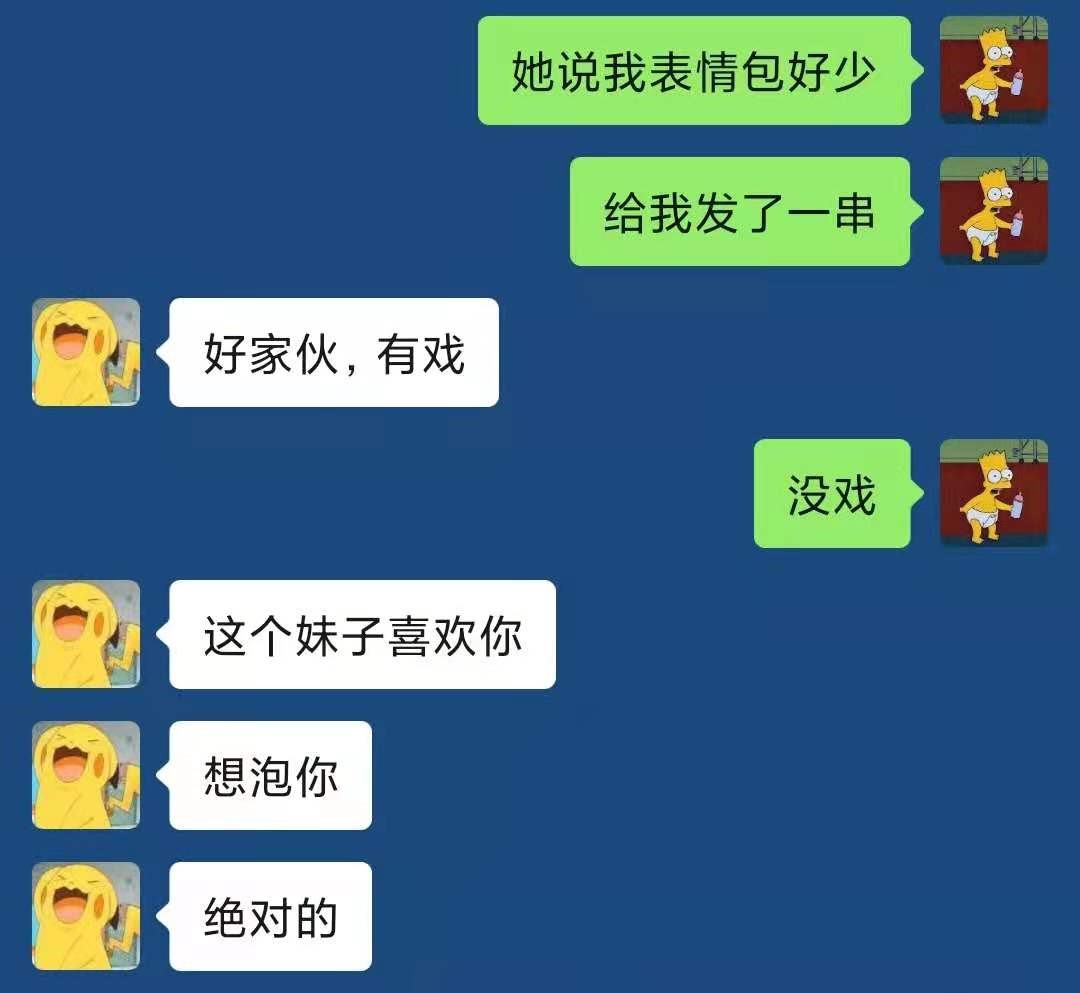 她说我表情包好少
给我发了一串
好家伙，有戏
没戏
这个妹子喜欢你
想泡你
绝对的